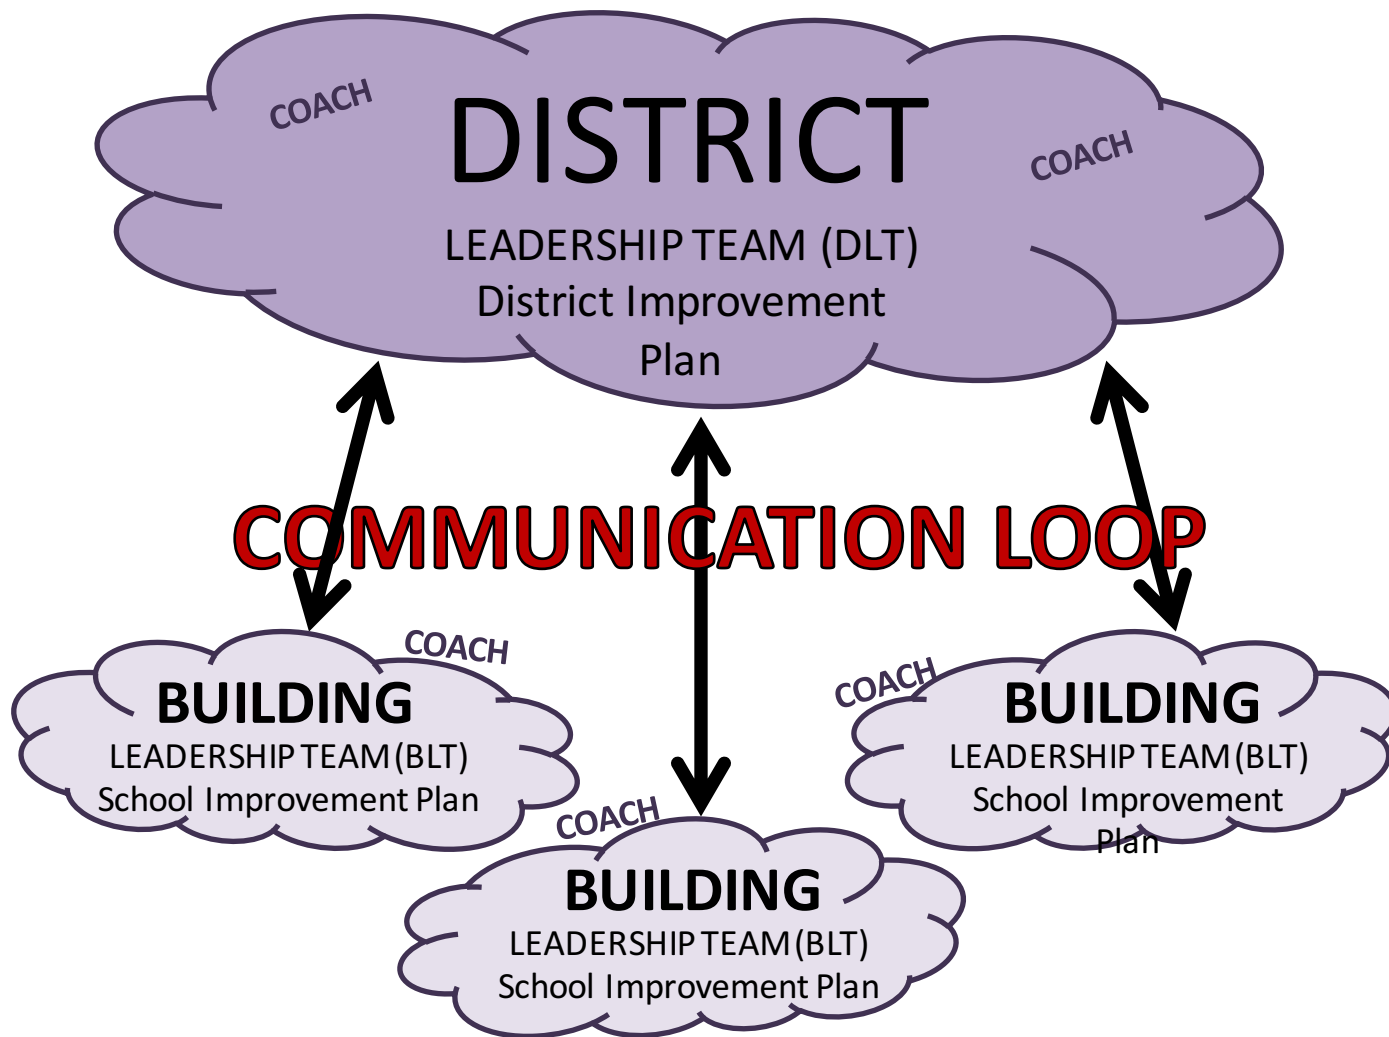 COACH
DISTRICT
COACH
LEADERSHIP TEAM (DLT)
District Improvement
Plan
COMMUNICATION LOOP
COACH
BUILDING
LEADERSHIP TEAM (BLT)
School Improvement Plan
COACH
BUILDING
LEADERSHIP TEAM (BLT)
School Improvement
Plan
COACH
BUILDING
LEADERSHIP TEAM (BLT)
School Improvement Plan